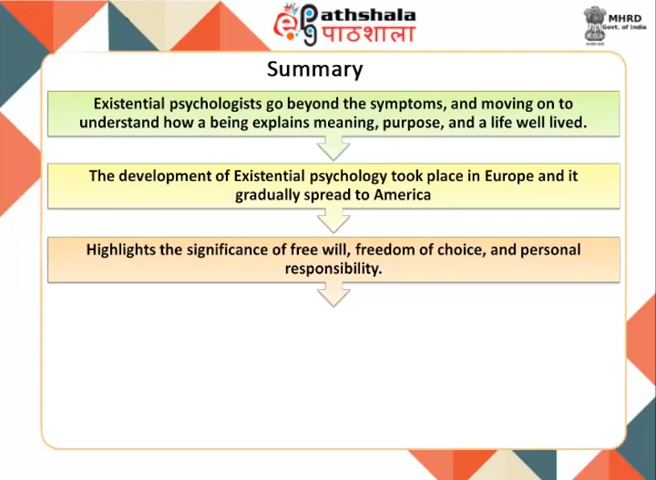 Pathshala
पाठशाला
MHRD
Govt. of India
Summary
Existential psychologists go beyond the symptoms, and moving on to
understand how a being explains meaning, purpose, and a life well lived.
The development of Existential psychology took place in Europe and it
gradually spread to America
Highlights the significance of free will, freedom of choice, and personal
responsibility.